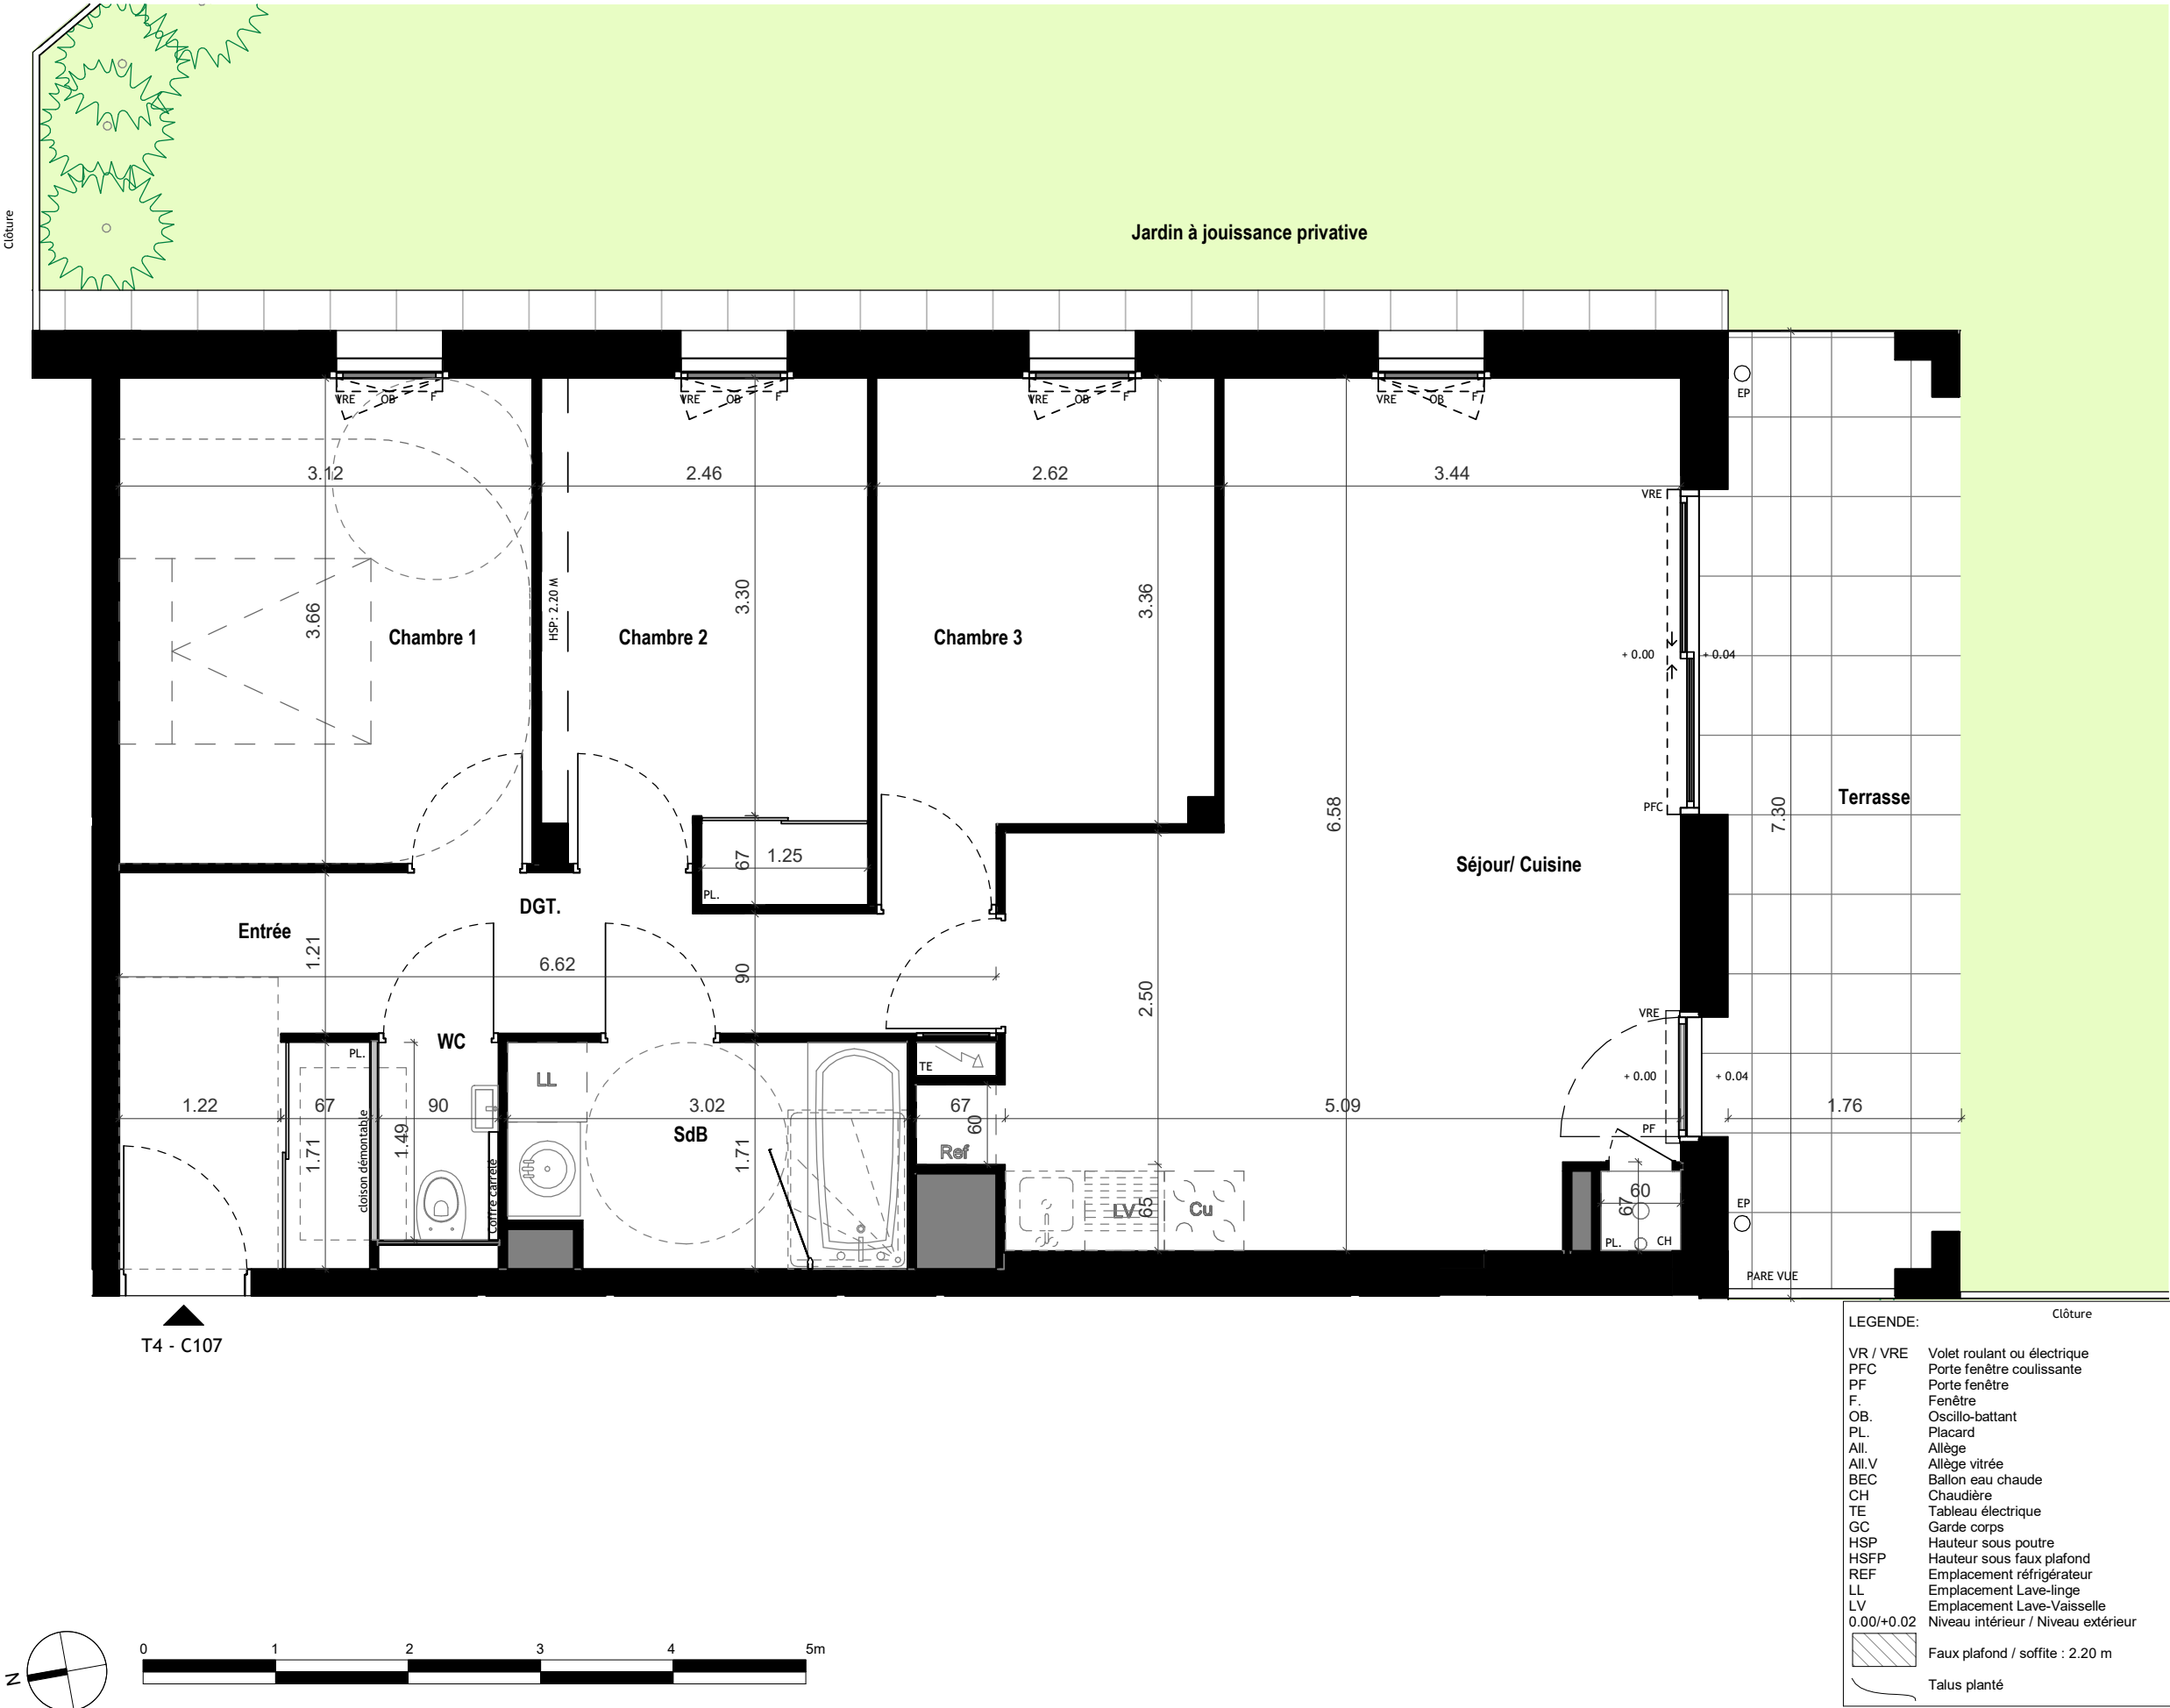 Clôture
Jardin à jouissance privative
VRE OB F
VRE OB F
VRE OB F
VRE OB F
EP
3.12
2.46
2.62
3.44
VRE
HSP: 2.20 M
3.66
3.30
3.36
Chambre 1
Chambre 2
Chambre 3
+ 0.00
+ 0.04
PFC
6.58
7.30
Terrasse
67
1.25
PL.
Séjour/ Cuisine
DGT.
Entrée
1.21
6.62
90
2.50
VRE
WC
PL.
TE
LL
+ 0.00
+ 0.04
1.22
67
90
3.02
67
5.09
1.76
cloison démontable
1.49
1.71
SdB
1.71
60
Ref
PF
coffre carrelé
LV
65
Cu
60
67
PL.
CH
EP
PARE VUE
T4 - C107
Clôture
LEGENDE:
VR / VRE Volet roulant ou électrique
PFC Porte fenêtre coulissante
PF Porte fenêtre
F. Fenêtre
OB. Oscillo-battant
PL. Placard
All. Allège
All.V Allège vitrée
BEC Ballon eau chaude
CH Chaudière
TE Tableau électrique
GC Garde corps
HSP Hauteur sous poutre
HSFP Hauteur sous faux plafond
REF Emplacement réfrigérateur
LL Emplacement Lave-linge
LV Emplacement Lave-Vaisselle
0.00/+0.02 Niveau intérieur / Niveau extérieur
Faux plafond / soffite : 2.20 m
Talus planté
N
0 1 2 3 4 5m